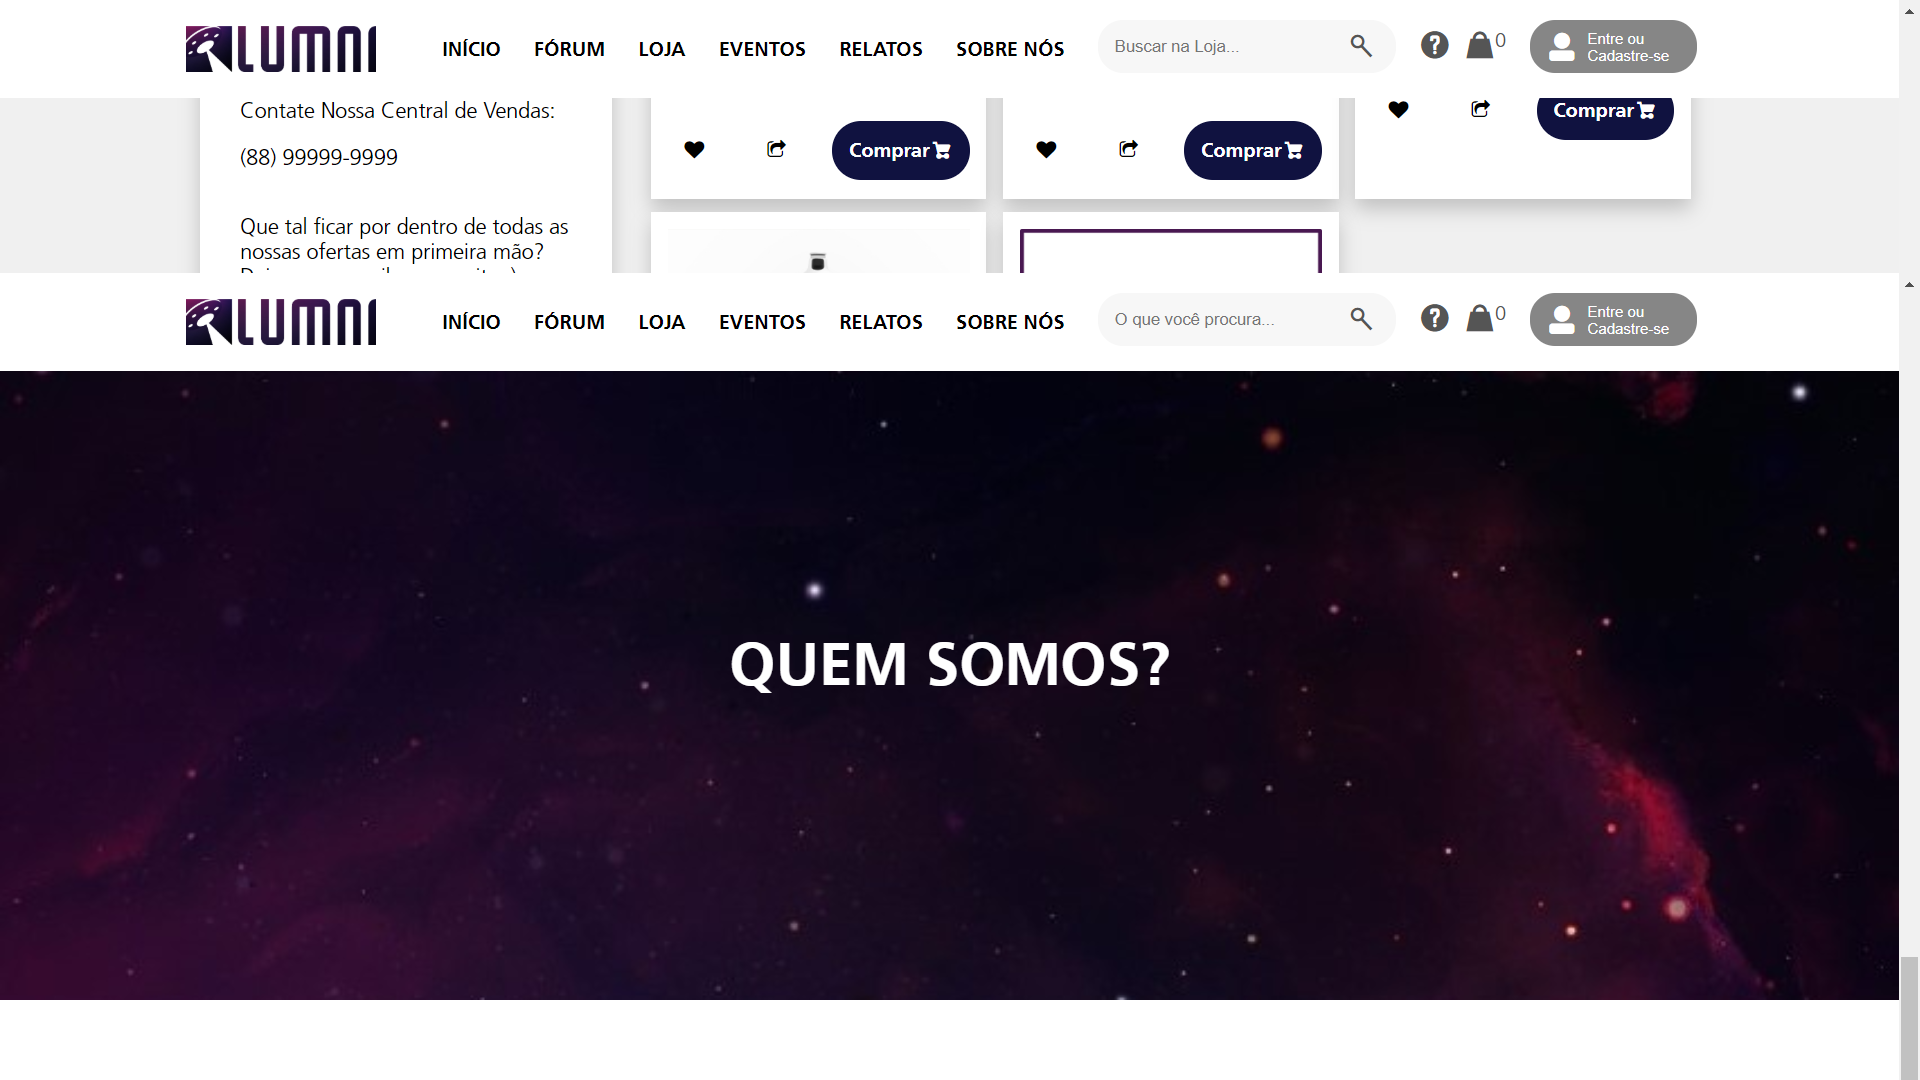 LUMNI INÍCIO FÓRUM LOJA EVENTOS RELATOS SOBRE NÓS Buscar na Loja... ? 0 Entre ou
Cadastre-se
Contate Nossa Central de Vendas:
(88) 99999-9999
Comprar Comprar Comprar
Que tal ficar por dentro de todas as
nossas ofertas em primeira mão?
LUMNI INÍCIO FÓRUM LOJA EVENTOS RELATOS SOBRE NÓS O que você procura... ? 0 Entre ou
Cadastre-se
QUEM SOMOS?